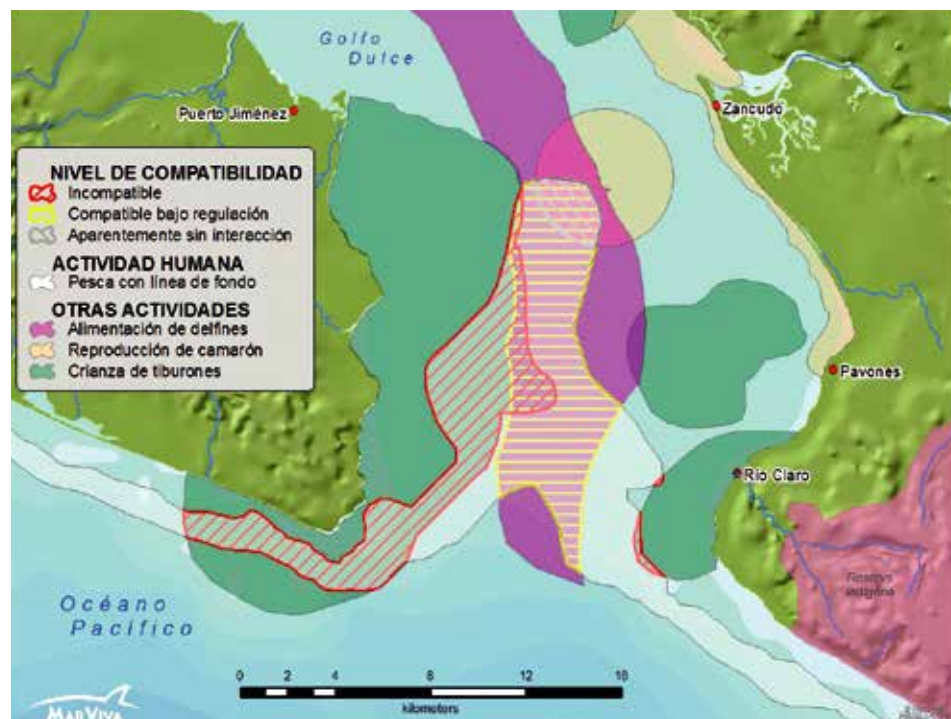 Golfo
Dulce
Puerto Jiménez
Zancudo
NIVEL DE COMPATIBILIDAD
Incompatible
Compatible bajo regulación
Aparentemente sin interacción
ACTIVIDAD HUMANA
Pesca con línea de fondo
OTRAS ACTIVIDADES
Alimentación de delfines
Reproducción de camarón
Crianza de tiburones
Pavones
Río Claro
Reserva
indígena
Océano
Pacífico
0 2 4 8 12 16
kilometers
MARVIVA